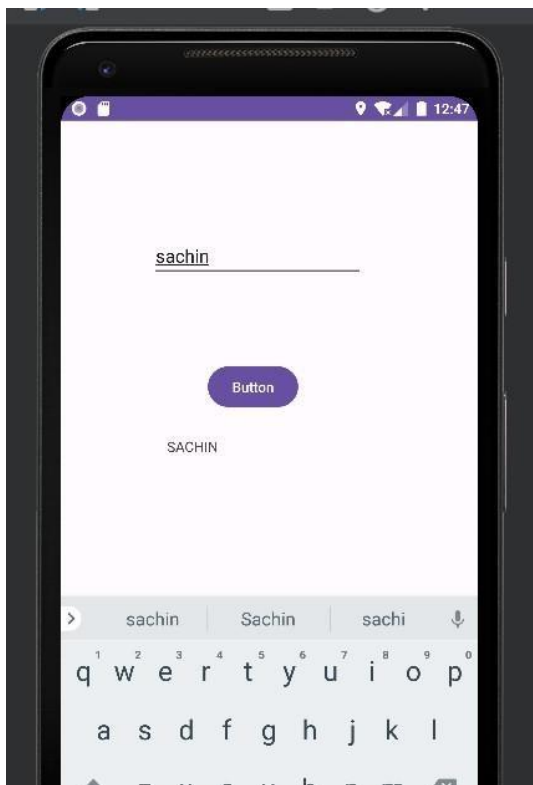 12:47
sachin
Button
SACHIN
sachin Sachin sachi
1 2 3 4 5 6 7 8 9 0
q w e r t y u i o p
a s d f g h j k l